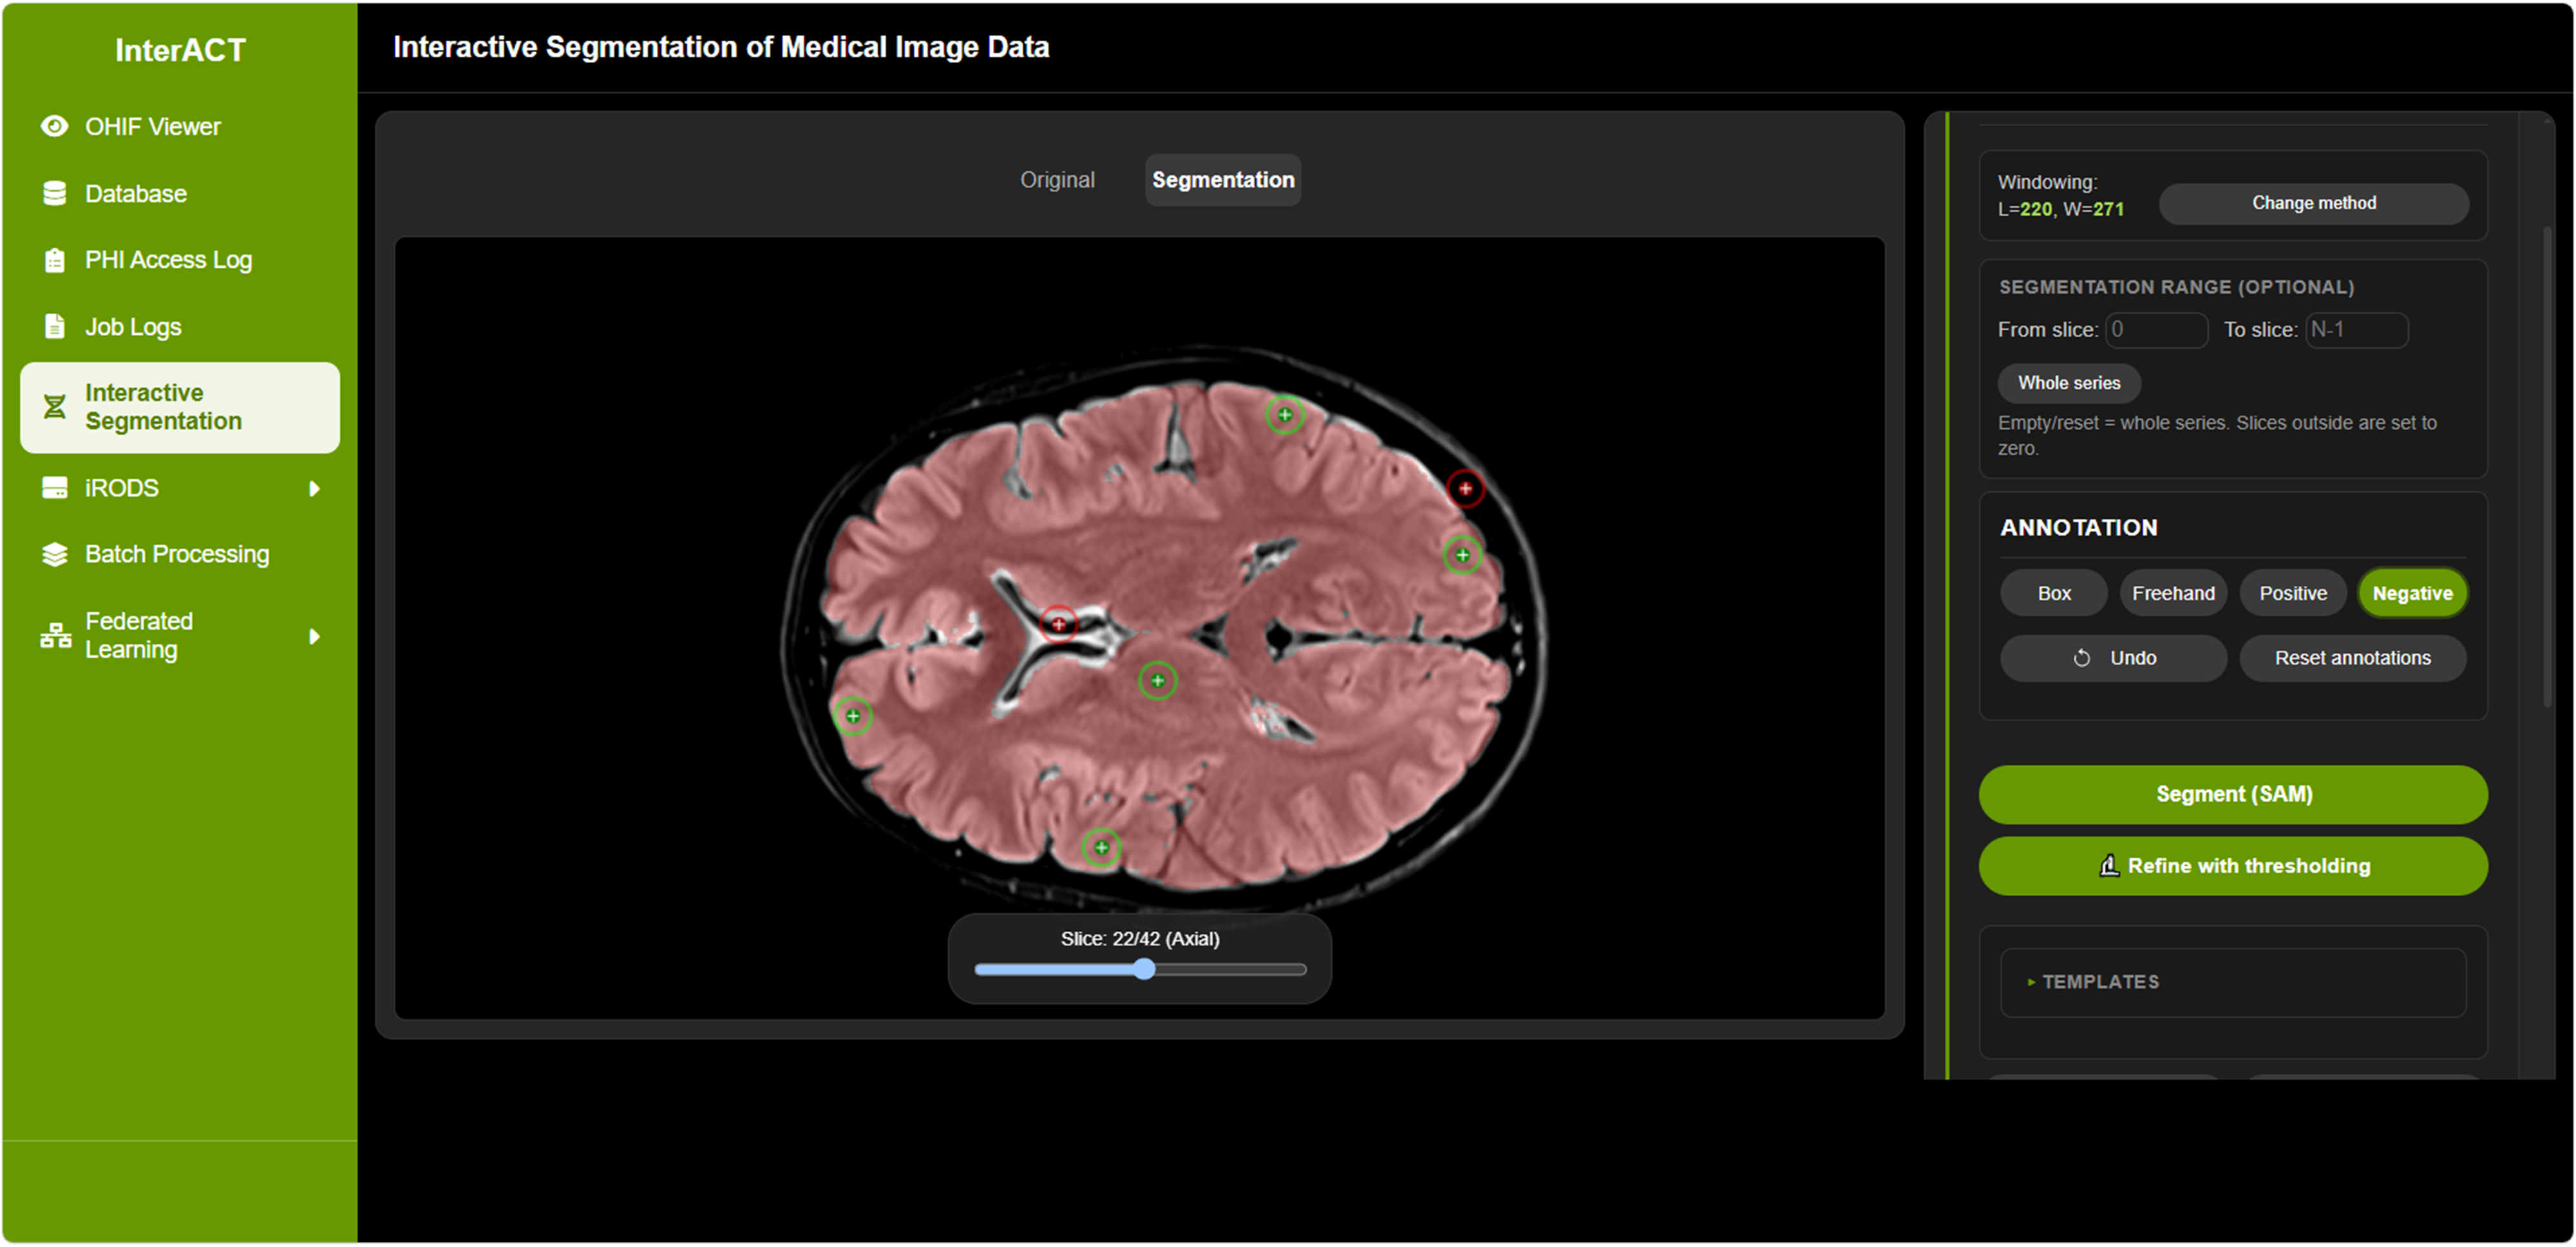 InterACT
OHIF Viewer
Database
PHI Access Log
Job Logs
Interactive
Segmentation
iRODS
Batch Processing
Federated
Learning
Interactive Segmentation of Medical Image Data
Original
Segmentation
Slice: 22/42 (Axial)
Windowing:
L=220, W=271
Change method
SEGMENTATION RANGE (OPTIONAL)
From slice: 0 To slice: N-1
Whole series
Empty/reset = whole series. Slices outside are set to
zero.
ANNOTATION
Box Freehand Positive Negative
Undo Reset annotations
Segment (SAM)
Refine with thresholding
TEMPLATES